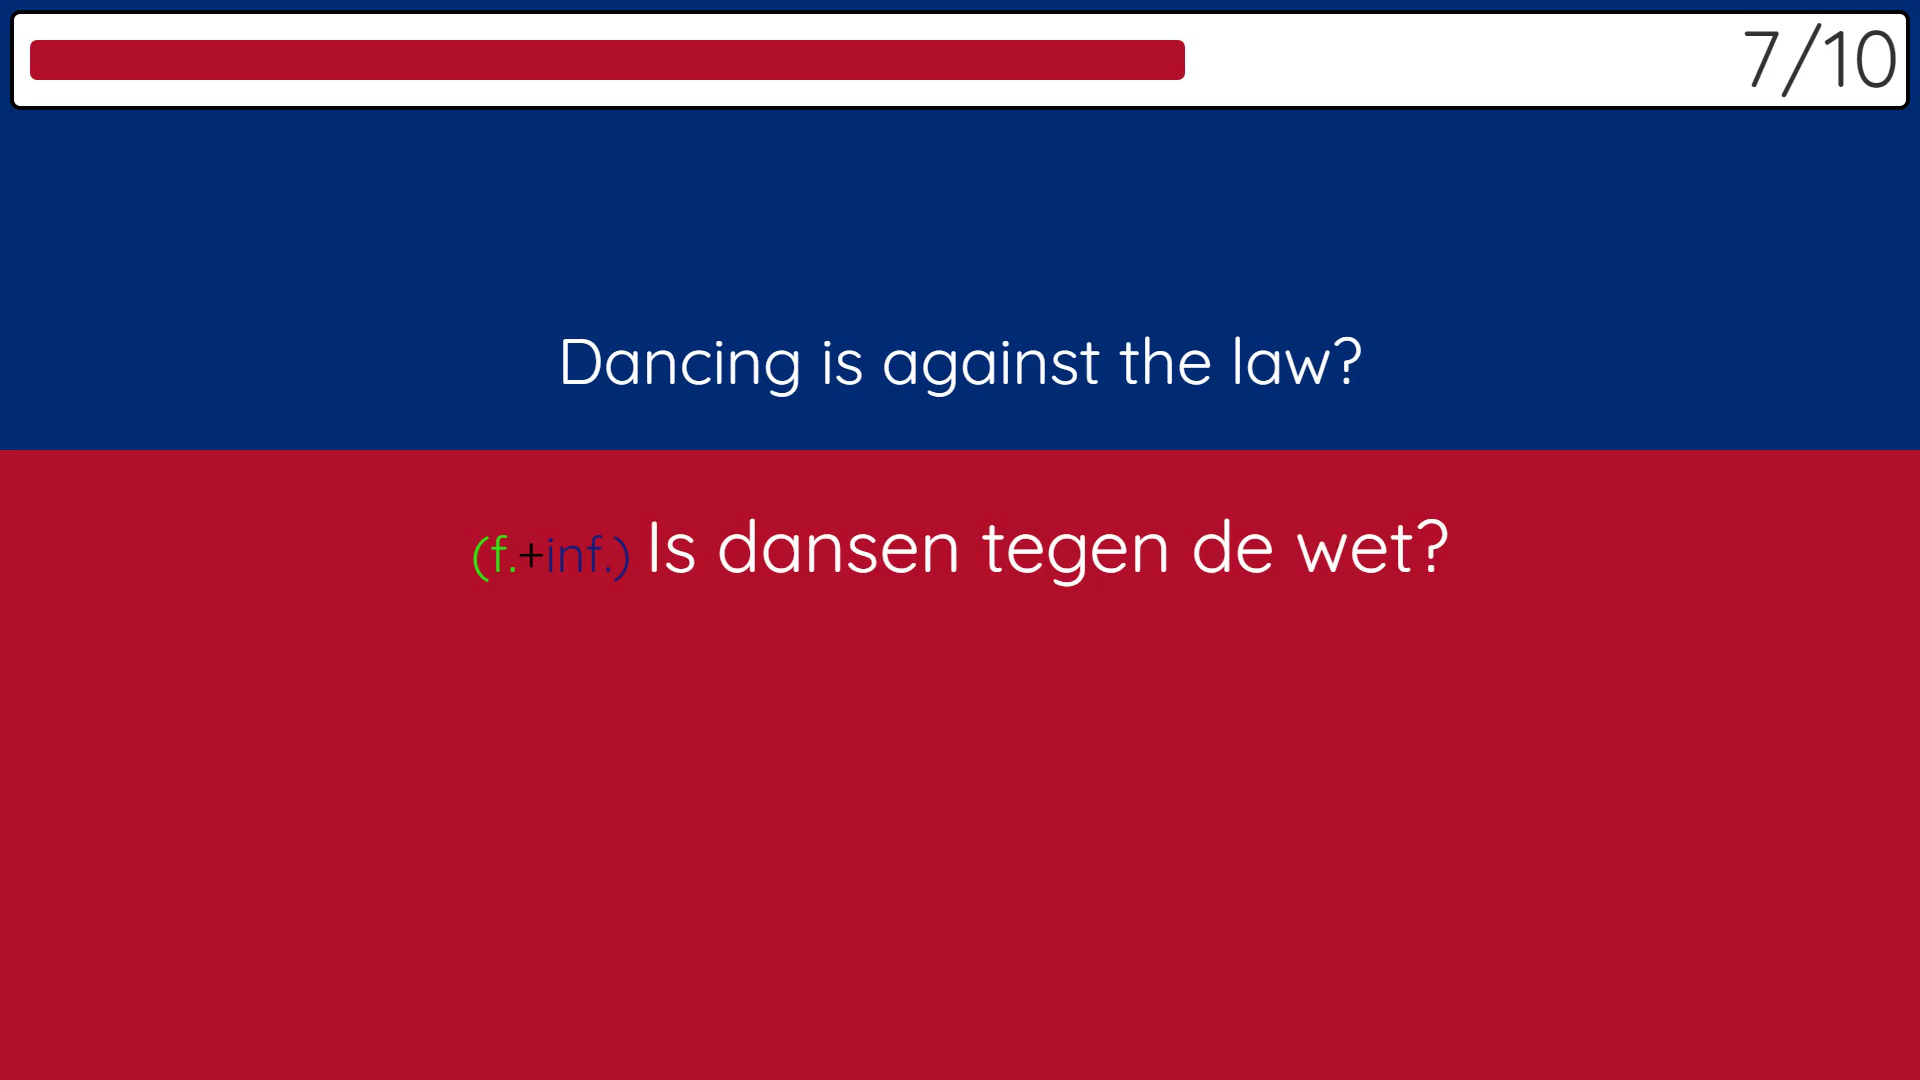 7/10
Dancing is against the law?
(f.+inf.) Is dansen tegen de wet?